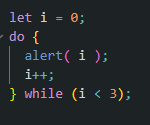 let i = 0;
do {
  alert( i );
  i++;
} while (i < 3);